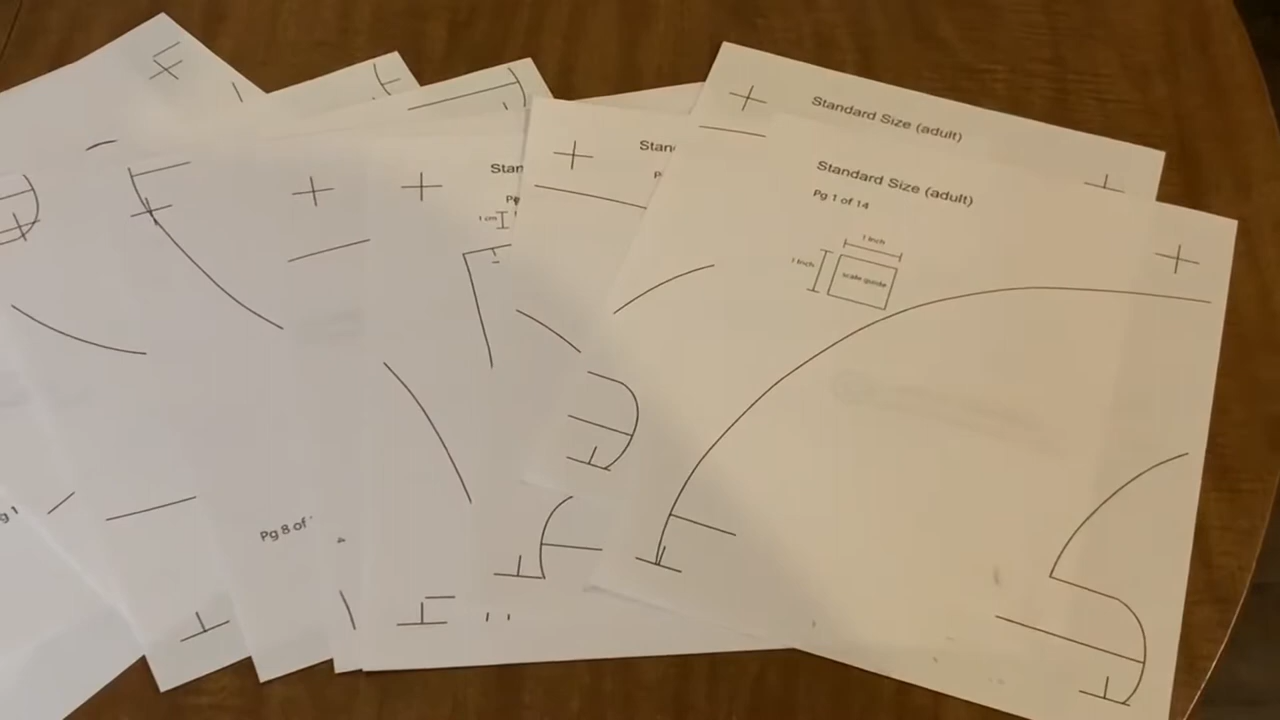 Standard Size (adult)
Standard Size (adult)
Pg 1 of 14
1 Inch
1 Inch
scale guide
Stan
Stan
1 cm
Pg 8 of